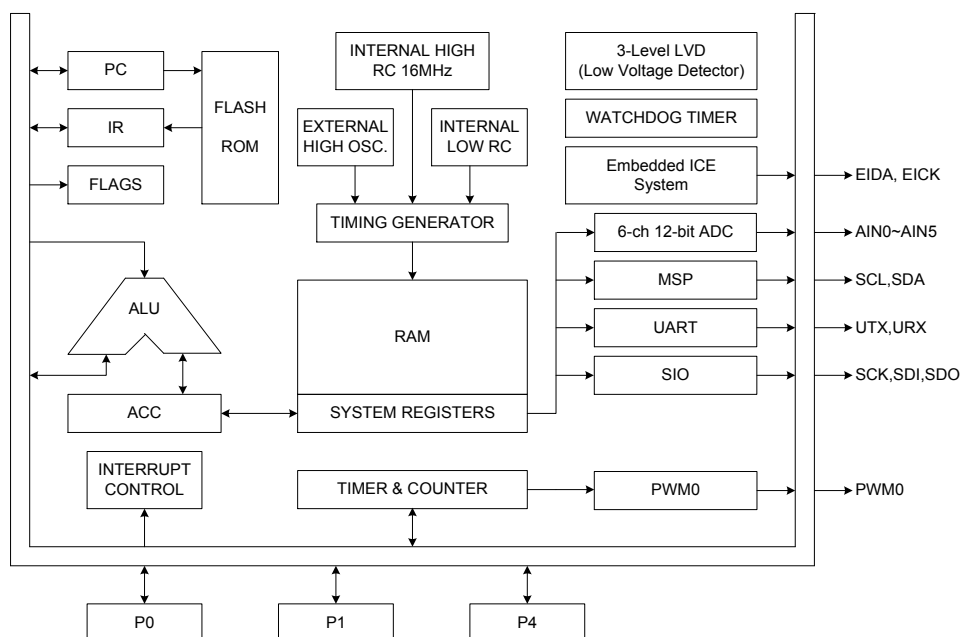 PC
IR
FLAGS
FLASH
ROM
INTERNAL HIGH
RC 16MHz
EXTERNAL
HIGH OSC.
INTERNAL
LOW RC
TIMING GENERATOR
3-Level LVD
(Low Voltage Detector)
WATCHDOG TIMER
Embedded ICE
System
EIDA, EICK
6-ch 12-bit ADC
AIN0~AIN5
MSP
SCL,SDA
UART
UTX,URX
SIO
SCK,SDI,SDO
ALU
RAM
ACC
SYSTEM REGISTERS
INTERRUPT
CONTROL
TIMER & COUNTER
PWM0
PWM0
P0
P1
P4